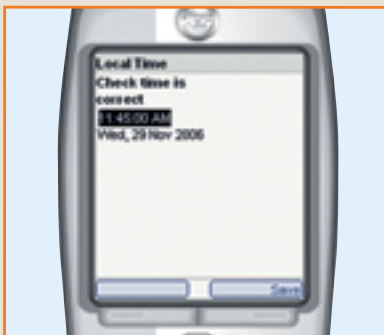 Local Time
Check time is
correct
11:45:00 AM
Wed, 29 Nov 2006
Save